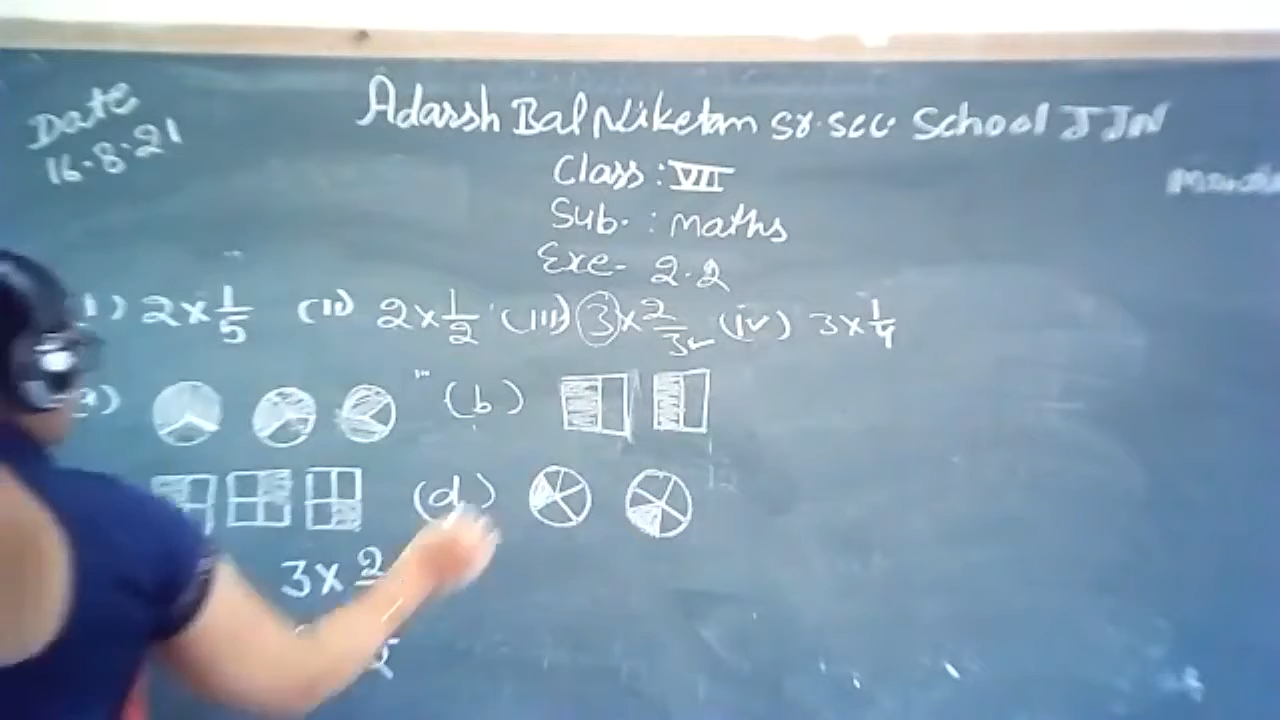 Date
16.8.21
Adarsh Bal Niketan sr.sec School JJN
Class : VII
Sub. : maths
Exe- 2.2
1) 2×1/5 (ii) 2×1/2 (iii) 3×2/3 (iv) 3×1/4
(b)
(d)
3×2